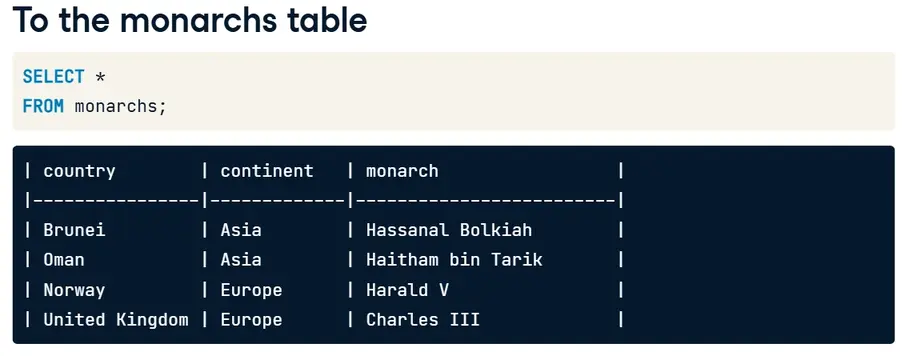 To the monarchs table
SELECT *
FROM monarchs;
| country        | continent   | monarch                 |
|----------------|-------------|-------------------------|
| Brunei         | Asia        | Hassanal Bolkiah        |
| Oman           | Asia        | Haitham bin Tarik       |
| Norway         | Europe      | Harald V                |
| United Kingdom | Europe      | Charles III             |